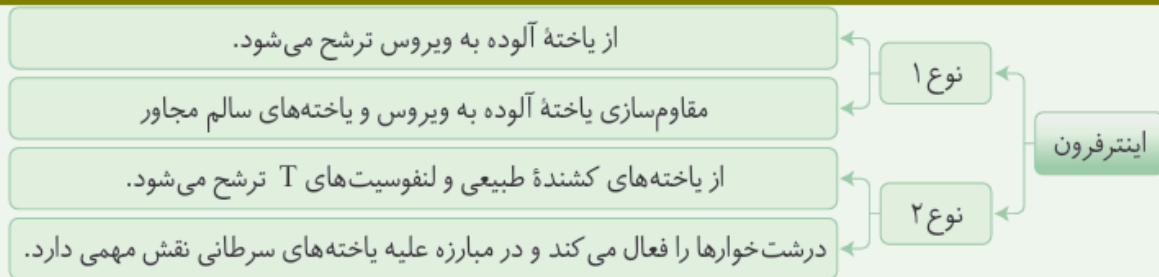 اینترفرون
نوع ۱
از یاختهٔ آلوده به ویروس ترشح می‌شود.
مقاوم‌سازی یاختهٔ آلوده به ویروس و یاخته‌های سالم مجاور
نوع ۲
از یاخته‌های کشندهٔ طبیعی و لنفوسیت‌های T ترشح می‌شود.
درشت‌خوارها را فعال می کند و در مبارزه علیه یاخته‌های سرطانی نقش مهمی دارد.